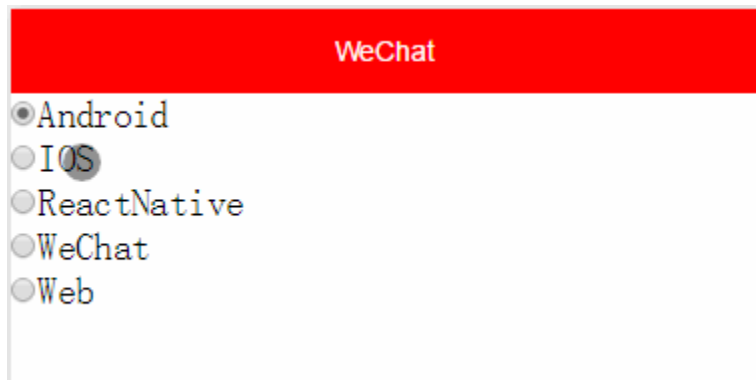 WeChat
Android
IOS
ReactNative
WeChat
Web